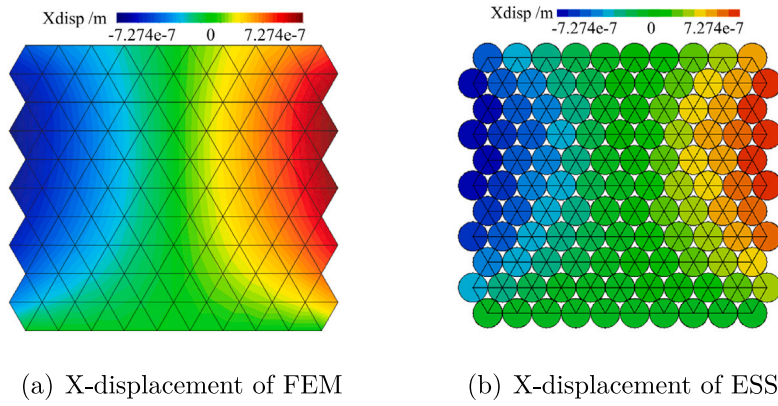 Xdisp /m
-7.274e-7 0 7.274e-7
Xdisp /m
-7.274e-7 0 7.274e-7
(a) X-displacement of FEM
(b) X-displacement of ESS